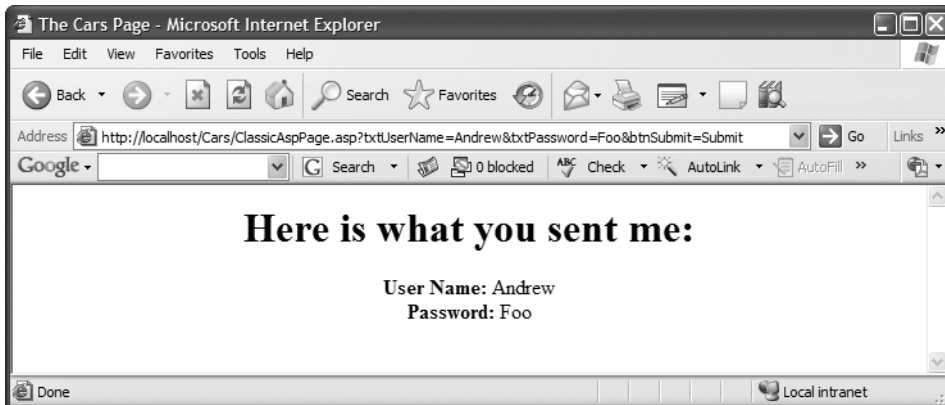 The Cars Page - Microsoft Internet Explorer
File Edit View Favorites Tools Help
Back Search Favorites
Address http://localhost/Cars/ClassicAspPage.asp?txtUserName=Andrew&txtPassword=Foo&btnSubmit=Submit Go Links »
Google G Search 0 blocked ABC Check AutoLink AutoFill »
Here is what you sent me:
User Name: Andrew
Password: Foo
Done Local intranet